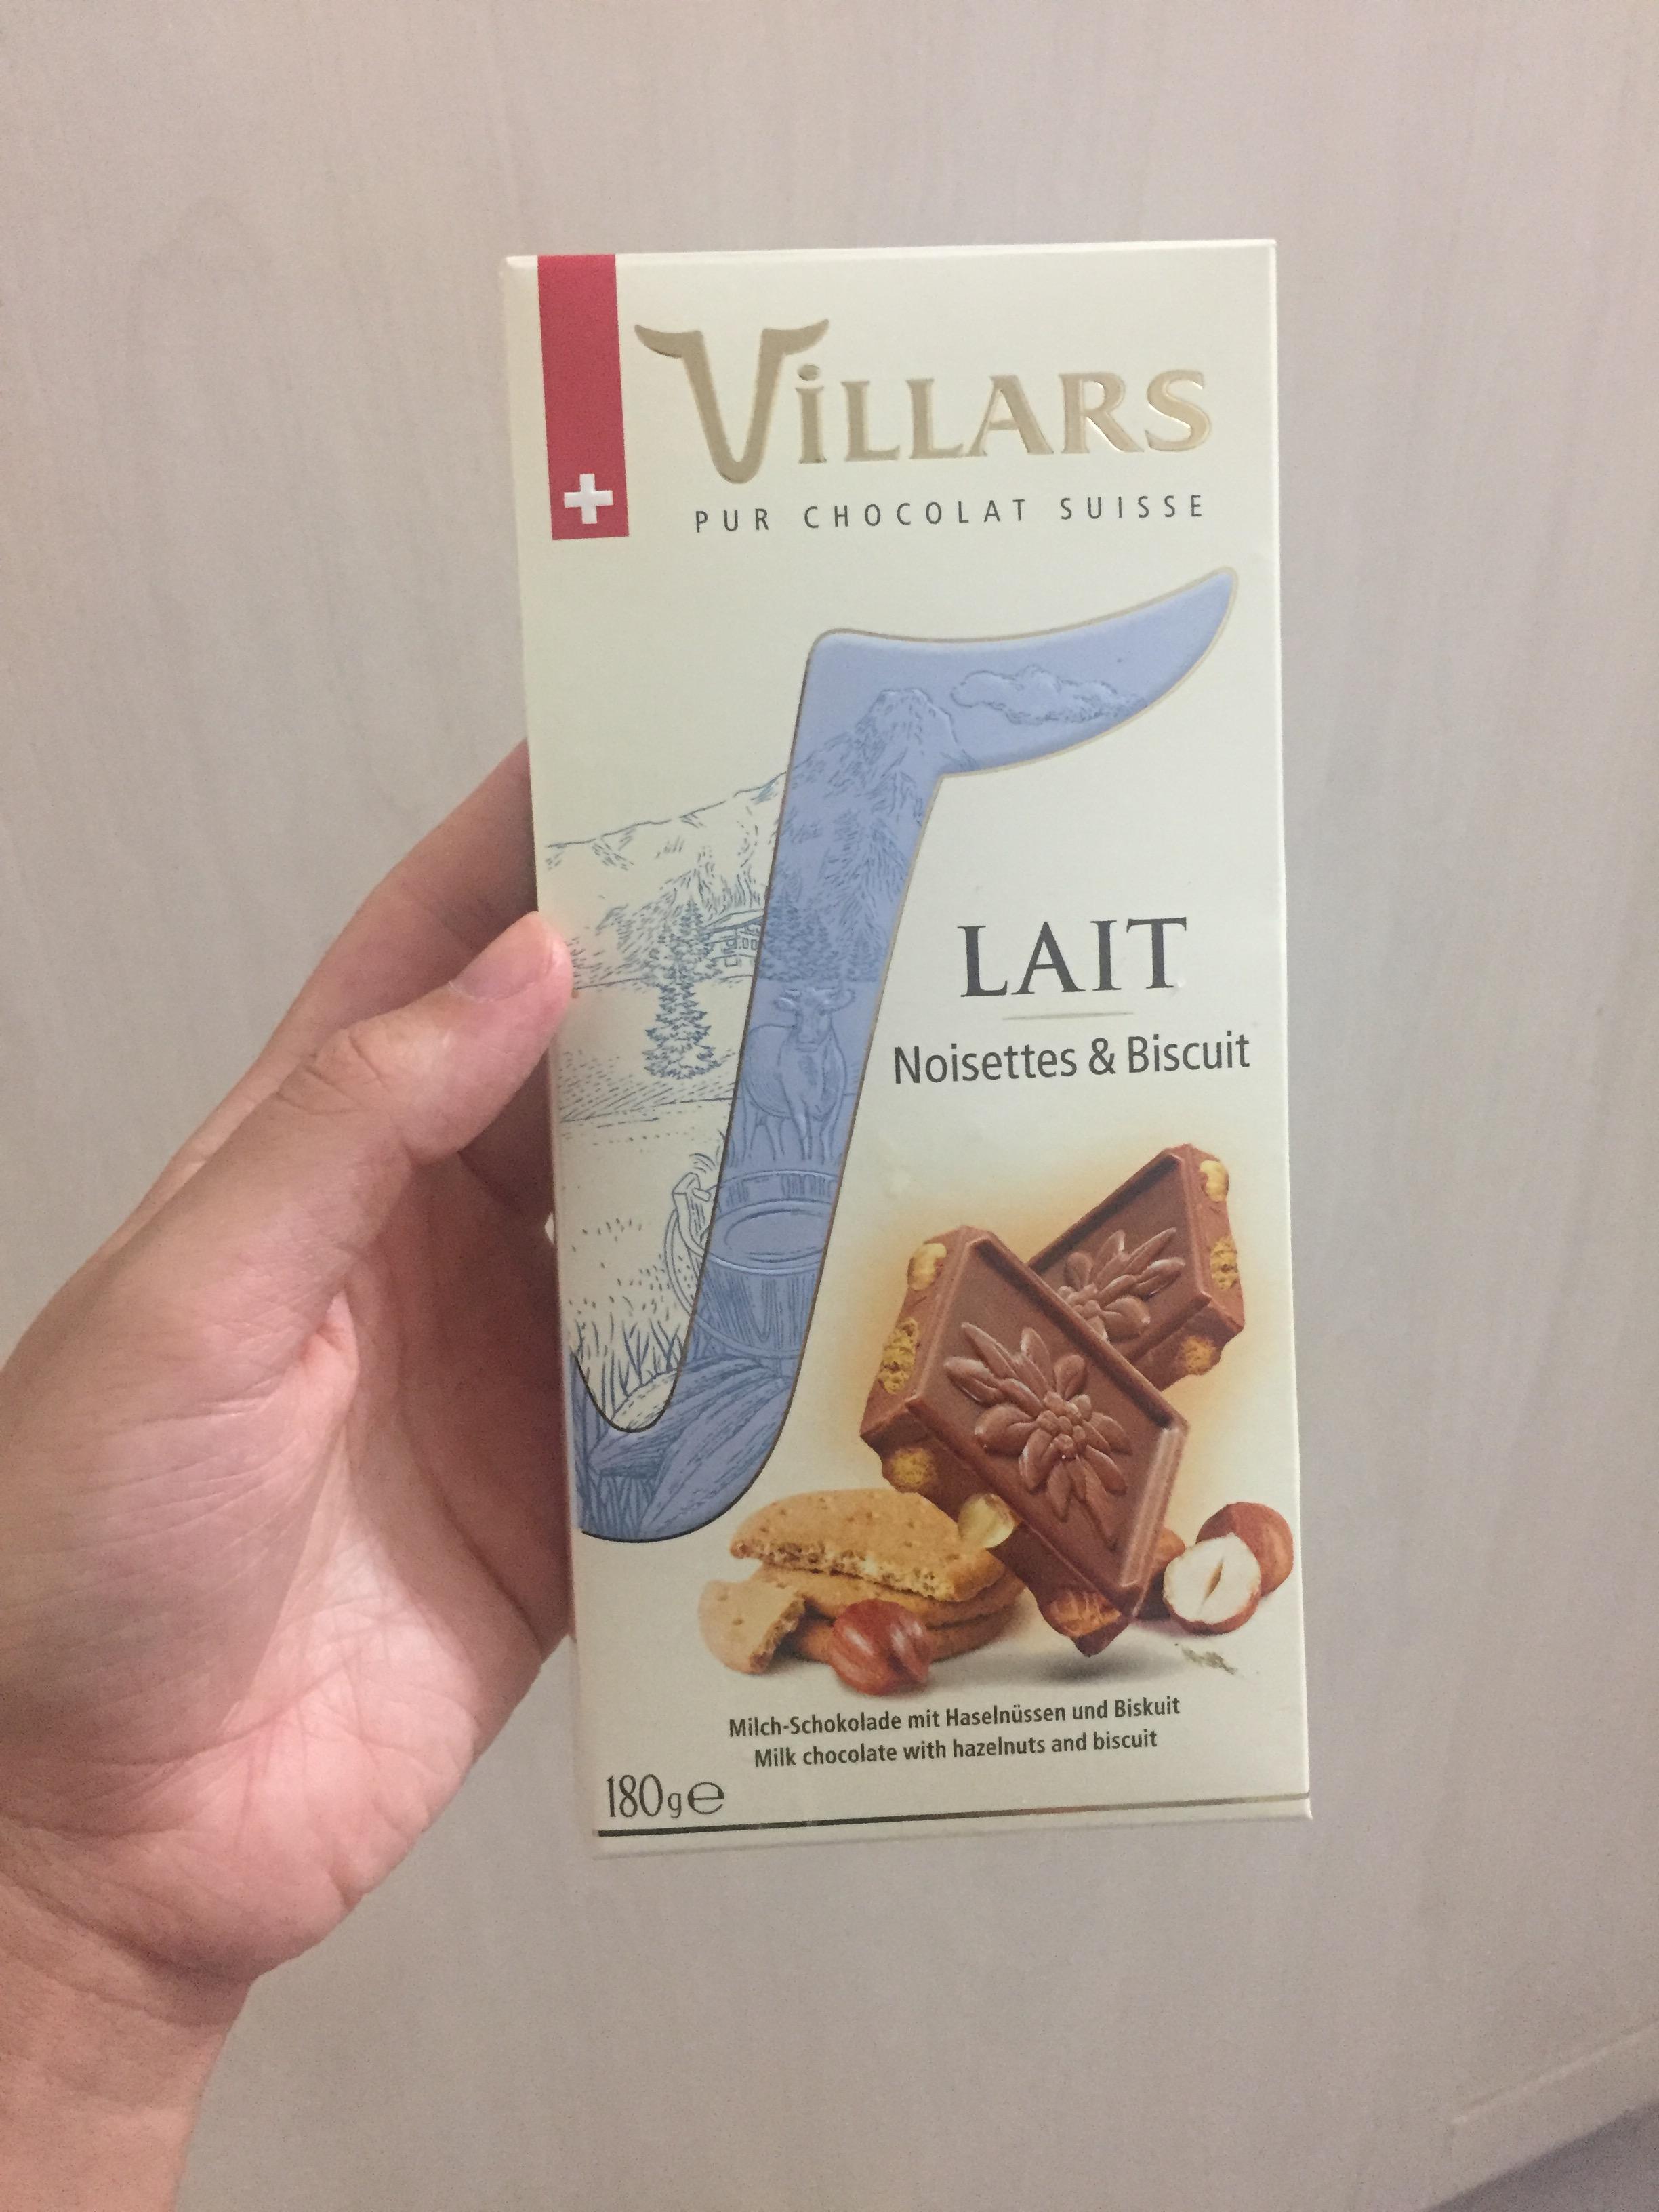 ViLLARS
PUR CHOCOLAT SUISSE
LAIT
Noisettes & Biscuit
Milch-Schokolade mit Haselnüssen und Biskuit
Milk chocolate with hazelnuts and biscuit
180g℮